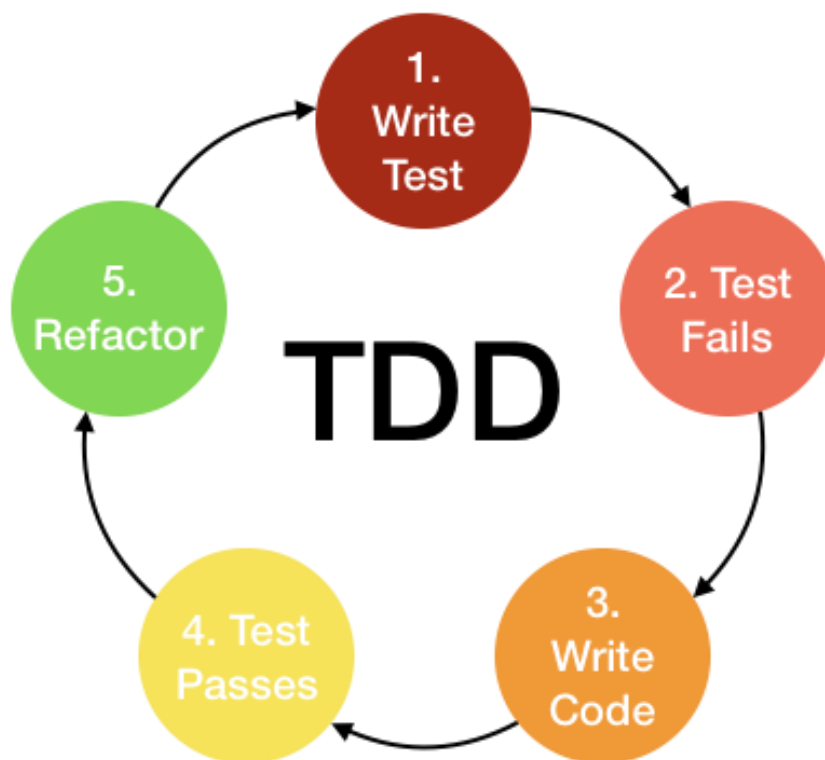 1.
Write
Test
2. Test
Fails
3.
Write
Code
4. Test
Passes
5.
Refactor
TDD